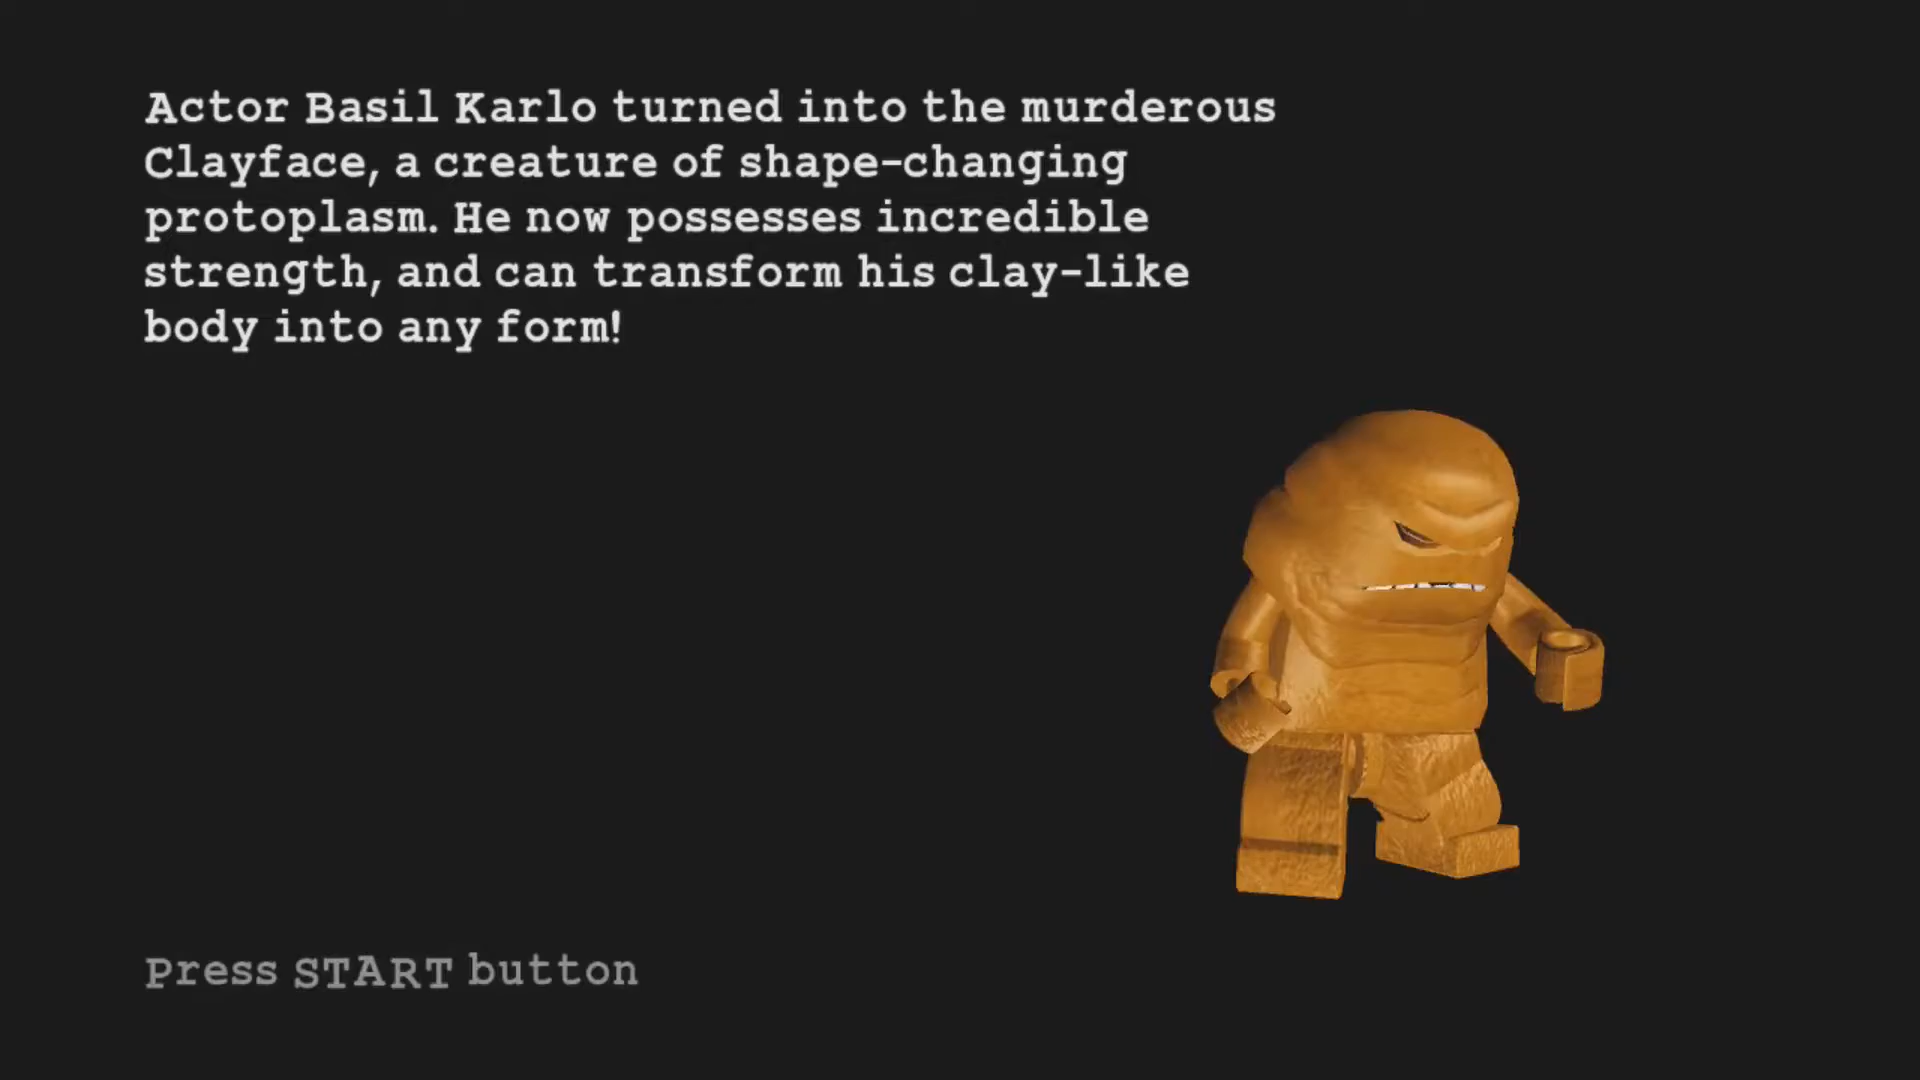 Actor Basil Karlo turned into the murderous
Clayface, a creature of shape-changing
protoplasm. He now possesses incredible
strength, and can transform his clay-like
body into any form!
Press START button